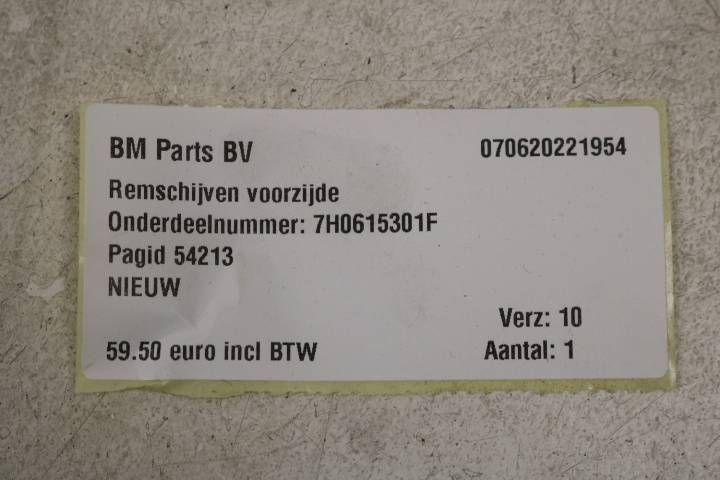 BM Parts BV 070620221954
Remschijven voorzijde
Onderdeelnummer: 7H0615301F
Pagid 54213
NIEUW
Verz: 10
59.50 euro incl BTW Aantal: 1